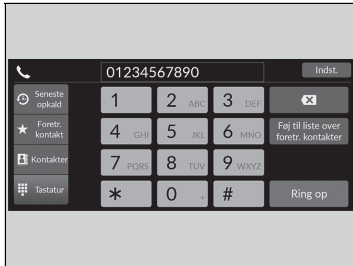 01234567890
Indst.
Seneste
opkald
1
2 ABC
3 DEF
Foretr.
kontakt
4 GHI
5 JKL
6 MNO
Føj til liste over
foretr. kontakter
Kontakter
7 PQRS
8 TUV
9 WXYZ
Tastatur
*
0 +
#
Ring op